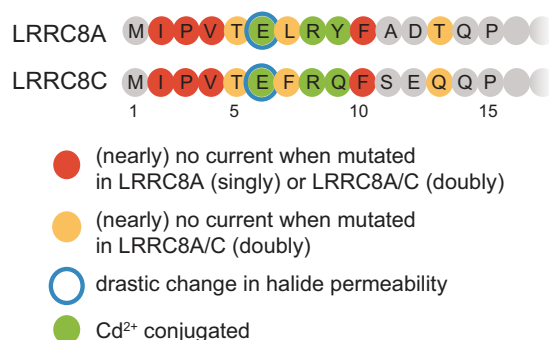 LRRC8A M I P V T E L R Y F A D T Q P
LRRC8C M I P V T E F R Q F S E Q Q P
1 5 10 15
(nearly) no current when mutated
in LRRC8A (singly) or LRRC8A/C (doubly)
(nearly) no current when mutated
in LRRC8A/C (doubly)
drastic change in halide permeability
Cd²⁺ conjugated